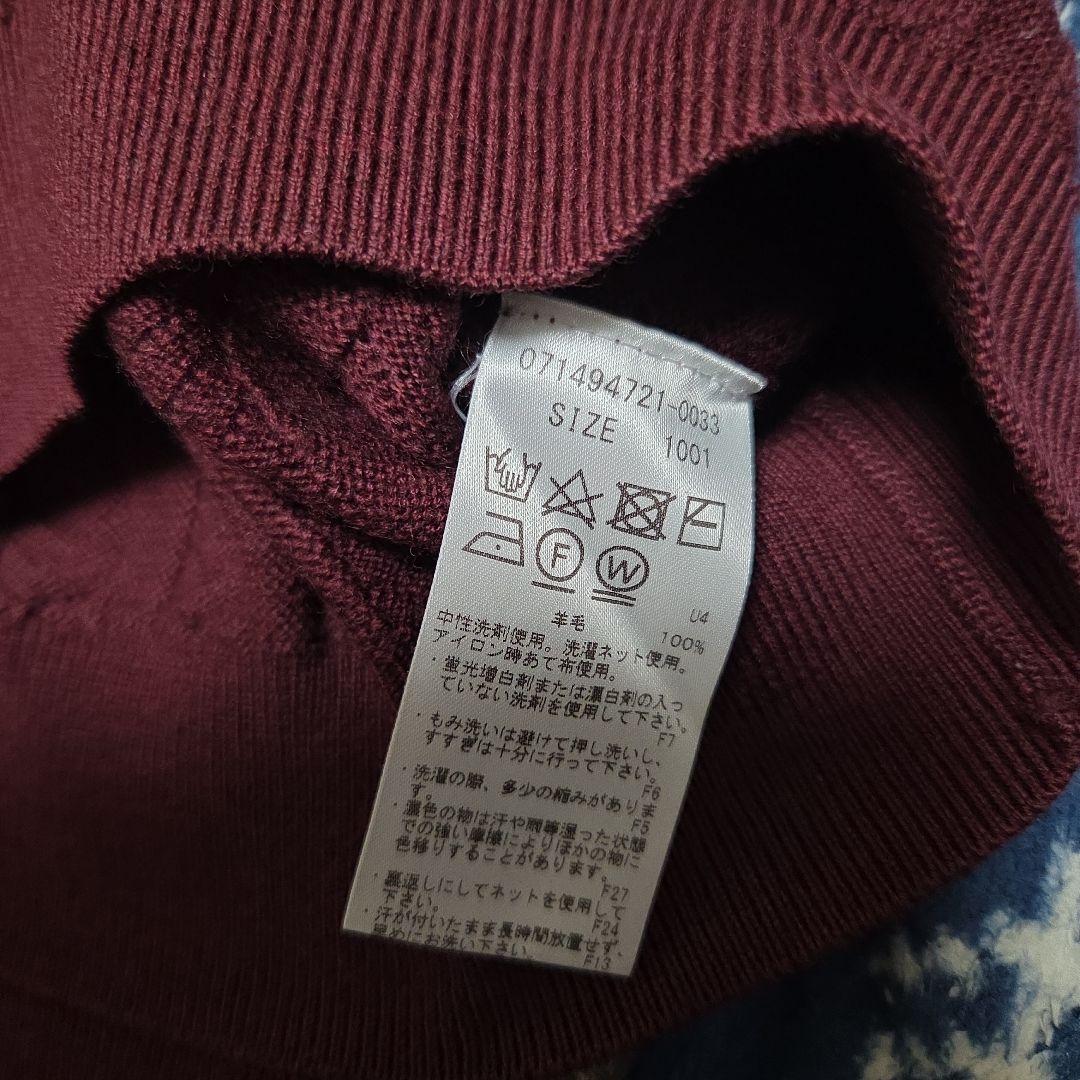 071494721-0033
SIZE 1001
F W
U4
羊毛 100%
中性洗剤使用。洗濯ネット使用。
アイロン時あて布使用。
・蛍光増白剤または漂白剤の入っ
ていない洗剤を使用して下さい。
F7
・もみ洗いは避けて押し洗いし、
すすぎは十分に行って下さい。
F6
・洗濯の際、多少の縮みがありま
す。
F5
・濃色の物は汗や雨等湿った状態
での強い摩擦によりほかの物に
色移りすることがあります。
F27
・裏返しにしてネットを使用して
下さい。
F24
・汗が付いたまま長時間放置せず、
早めにお洗い下さい。
F13